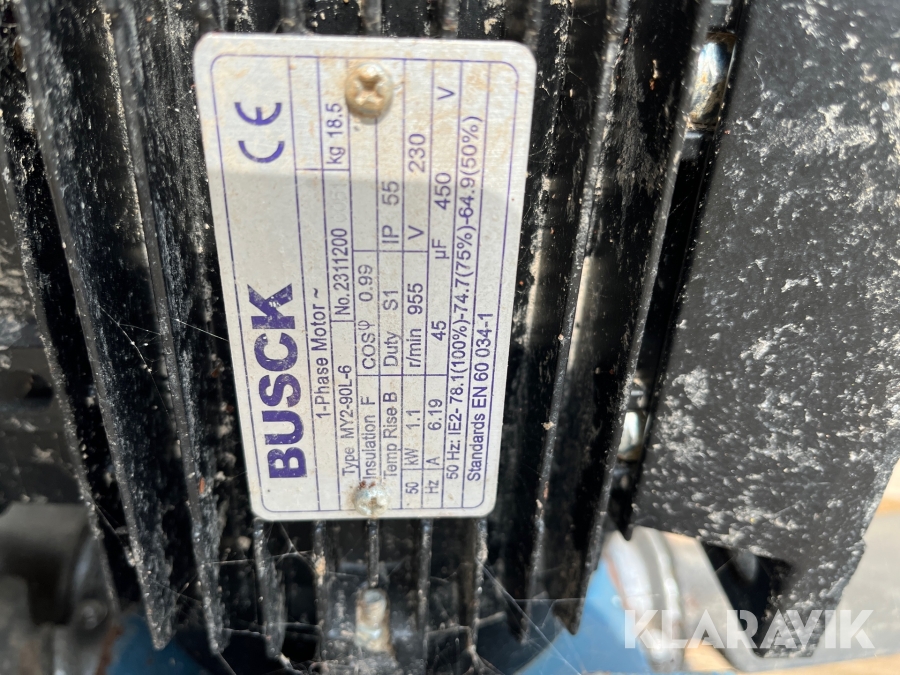 BUSCK CE
1-Phase Motor ~
Type MY2-90L-6 No. 2311200 kg 18.5
Insulation F COSφ 0.99 IP 55
Temp Rise B Duty S1
50 Hz kW 1.1 r/min 955 V 230
A 6.19 45 µF 450 V
50 Hz: IE2- 78.1(100%)-74.7(75%)-64.9(50%)
Standards EN 60 034-1
KLARAVIK